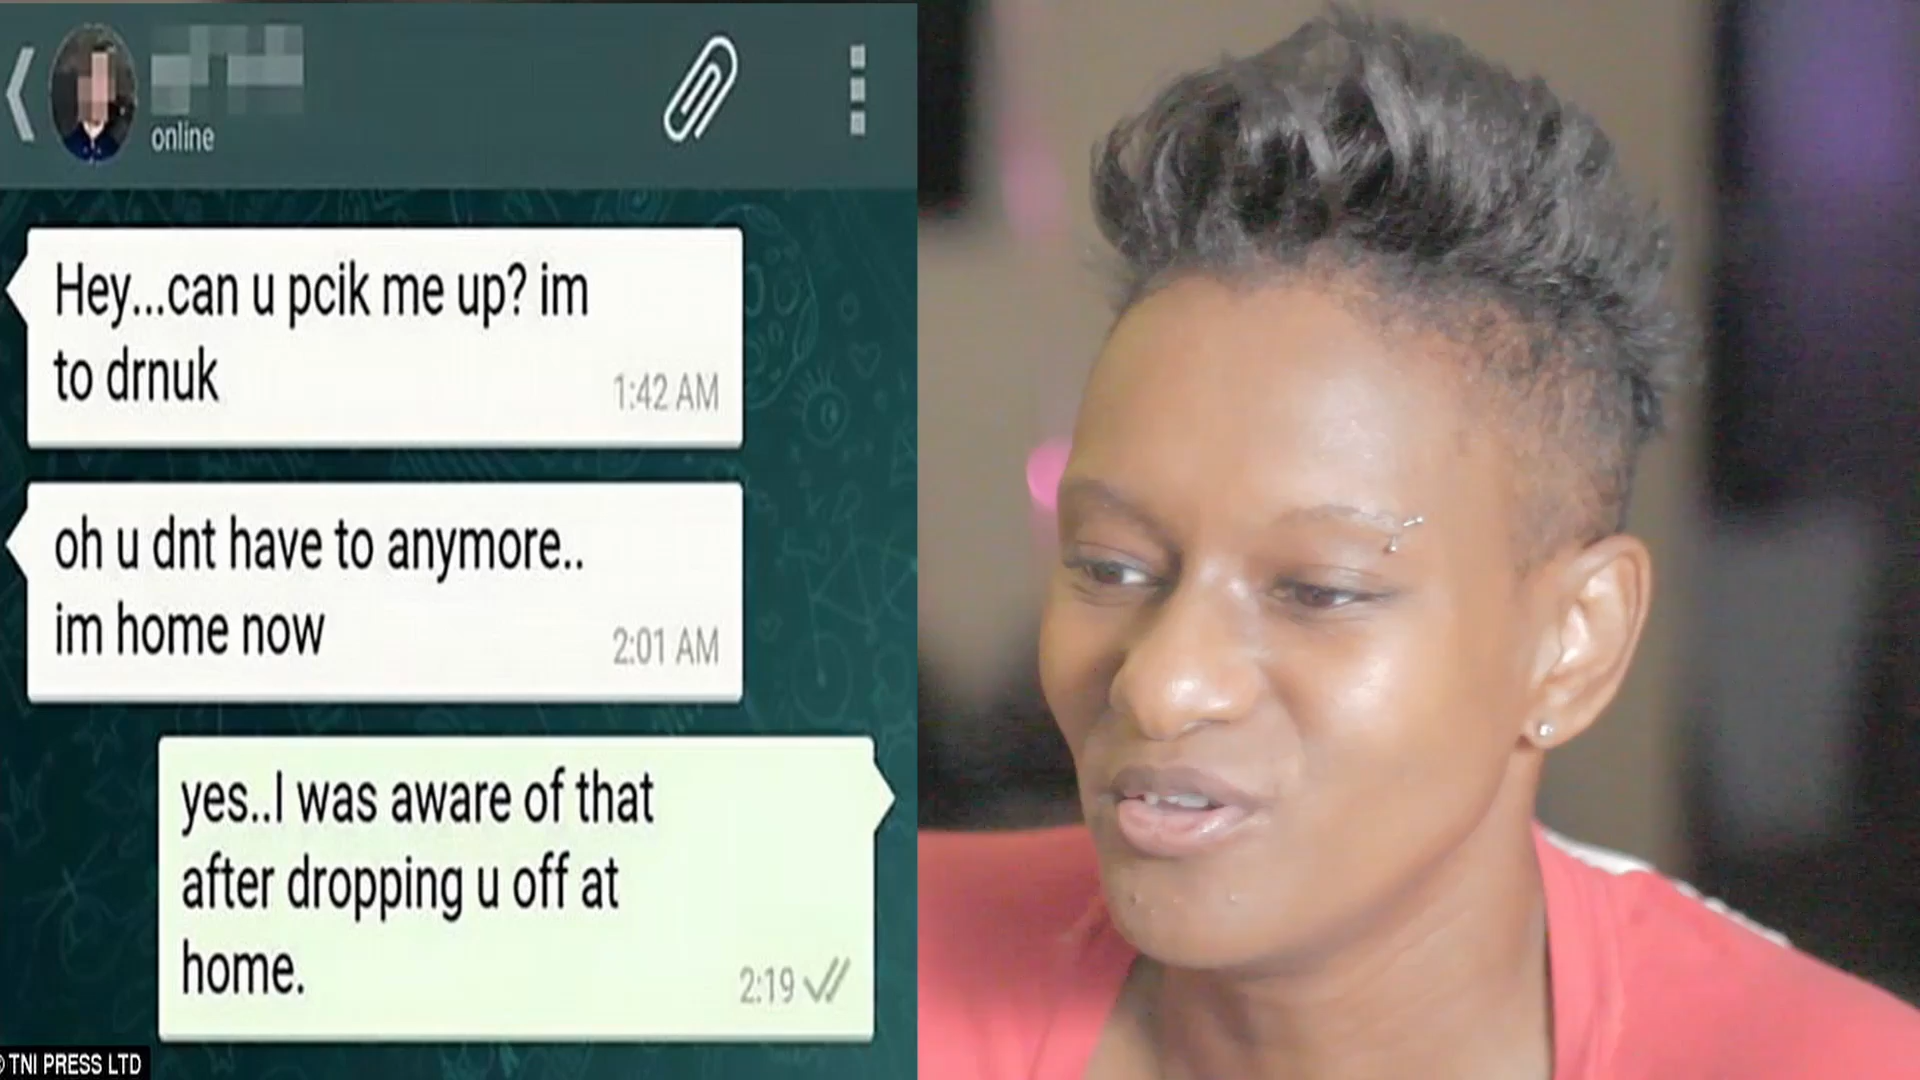 online
Hey...can u pcik me up? im
to drnuk
1:42 AM
oh u dnt have to anymore..
im home now
2:01 AM
yes..I was aware of that
after dropping u off at
home.
2:19
© TNI PRESS LTD